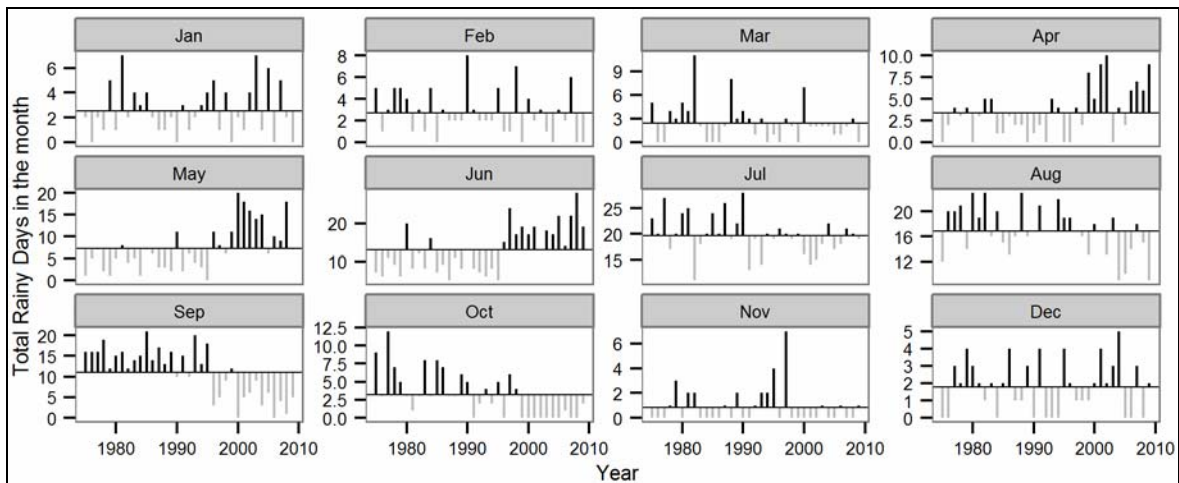 Total Rainy Days in the month
Jan Feb Mar Apr
6 4 2 0
8 6 4 2 0
9 6 3 0
10.0 7.5 5.0 2.5 0.0
May Jun Jul Aug
20 15 10 5 0
20 10
25 20 15
20 16 12
Sep Oct Nov Dec
20 15 10 5 0
12.5 10.0 7.5 5.0 2.5 0.0
6 4 2 0
5 4 3 2 1 0
1980 1990 2000 2010 1980 1990 2000 2010 1980 1990 2000 2010 1980 1990 2000 2010
Year